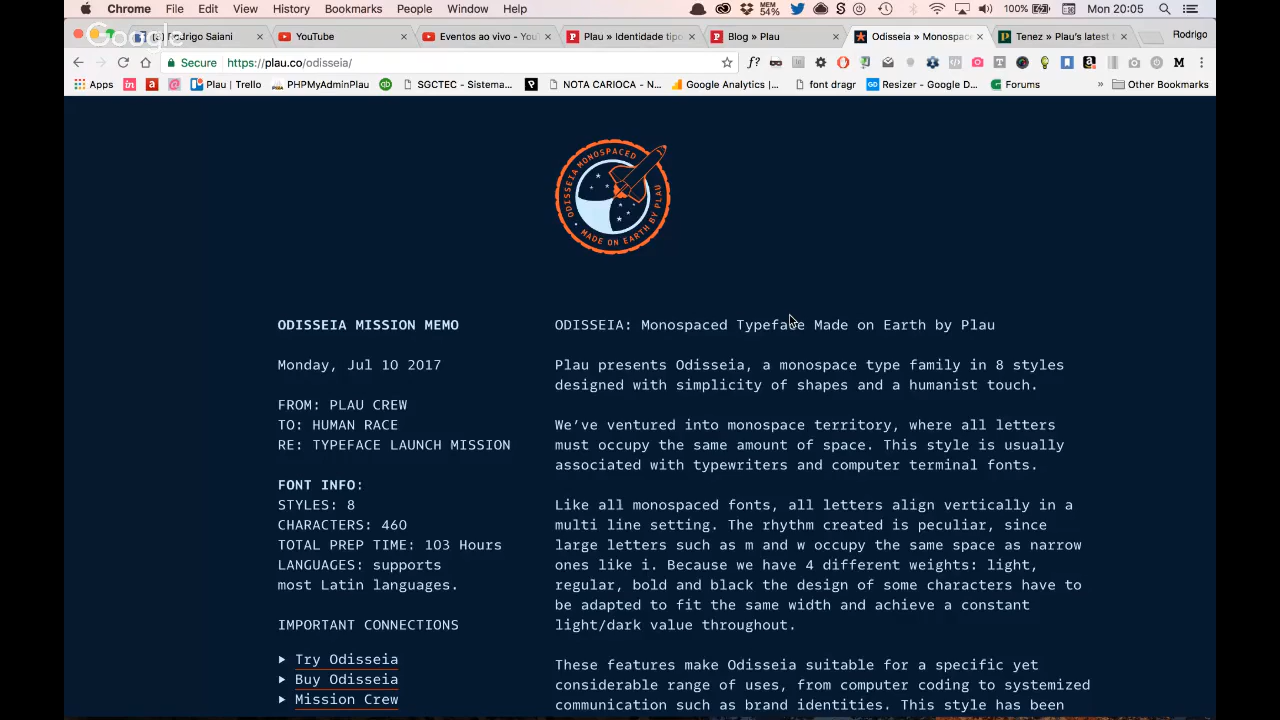 Chrome File Edit View History Bookmarks People Window Help MEM 54% 100% Mon 20:05
Google
Rodrigo Saiani YouTube Eventos ao vivo - You Plau » Identidade tipo Blog » Plau Odisseia » Monospace Tenez » Plau's latest Rodrigo
Secure https://plau.co/odisseia/
Apps Plau | Trello PHPMyAdminPlau SGCTEC - Sistema... NOTA CARIOCA - N... Google Analytics |... font dragr Resizer - Google D... Forums » Other Bookmarks
ODISSEIA MONOSPACED
MADE ON EARTH BY PLAU
ODISSEIA MISSION MEMO
Monday, Jul 10 2017
FROM: PLAU CREW
TO: HUMAN RACE
RE: TYPEFACE LAUNCH MISSION
FONT INFO:
STYLES: 8
CHARACTERS: 460
TOTAL PREP TIME: 103 Hours
LANGUAGES: supports
most Latin languages.
IMPORTANT CONNECTIONS
Try Odisseia
Buy Odisseia
Mission Crew
ODISSEIA: Monospaced Typeface Made on Earth by Plau
Plau presents Odisseia, a monospace type family in 8 styles
designed with simplicity of shapes and a humanist touch.
We've ventured into monospace territory, where all letters
must occupy the same amount of space. This style is usually
associated with typewriters and computer terminal fonts.
Like all monospaced fonts, all letters align vertically in a
multi line setting. The rhythm created is peculiar, since
large letters such as m and w occupy the same space as narrow
ones like i. Because we have 4 different weights: light,
regular, bold and black the design of some characters have to
be adapted to fit the same width and achieve a constant
light/dark value throughout.
These features make Odisseia suitable for a specific yet
considerable range of uses, from computer coding to systemized
communication such as brand identities. This style has been